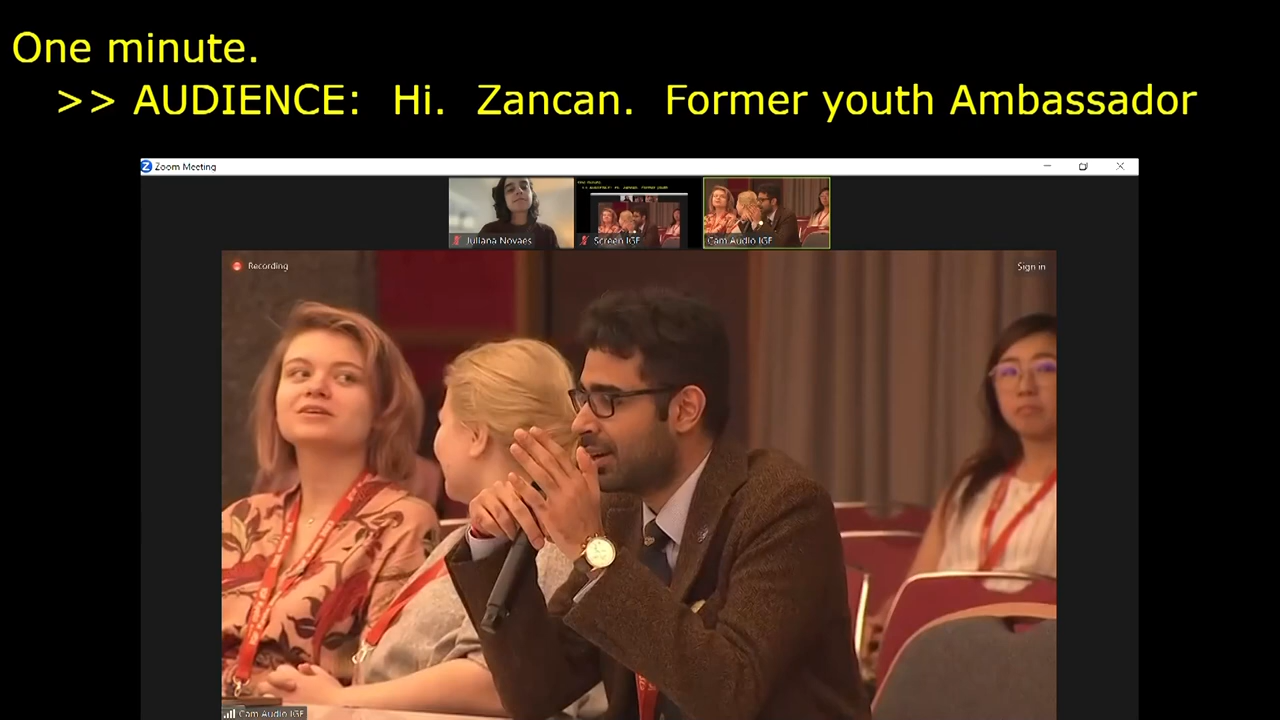 One minute.
>> AUDIENCE: Hi. Zancan. Former youth Ambassador
Zoom Meeting
Juliana Novaes
Screen IGF
Cam Audio IGF
Recording
Sign in
Cam Audio IGF